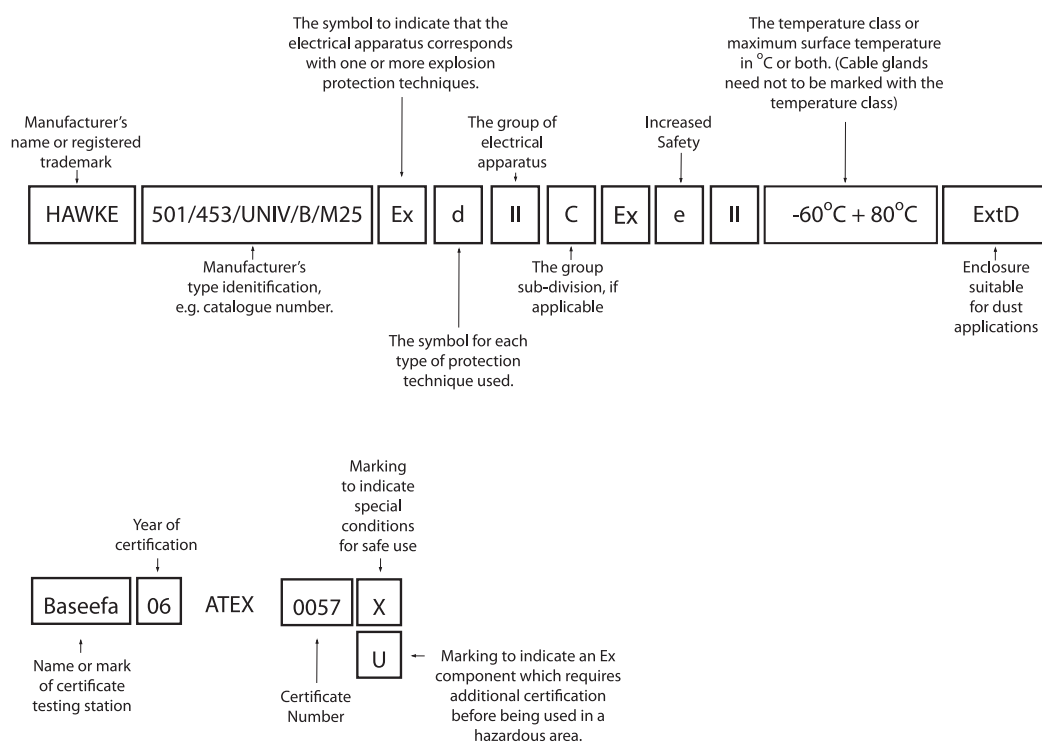 The symbol to indicate that the
electrical apparatus corresponds
with one or more explosion
protection techniques.
The temperature class or
maximum surface temperature
in °C or both. (Cable glands
need not to be marked with the
temperature class)
Manufacturer's
name or registered
trademark
The group of
electrical
apparatus
Increased
Safety
HAWKE 501/453/UNIV/B/M25 Ex d II C Ex e II -60°C + 80°C ExtD
Manufacturer's
type idenitification,
e.g. catalogue number.
The group
sub-division, if
applicable
Enclosure
suitable
for dust
applications
The symbol for each
type of protection
technique used.
Marking
to indicate
special
conditions
for safe use
Year of
certification
Baseefa 06 ATEX 0057 X
U
Name or mark
of certificate
testing station
Certificate
Number
Marking to indicate an Ex
component which requires
additional certification
before being used in a
hazardous area.